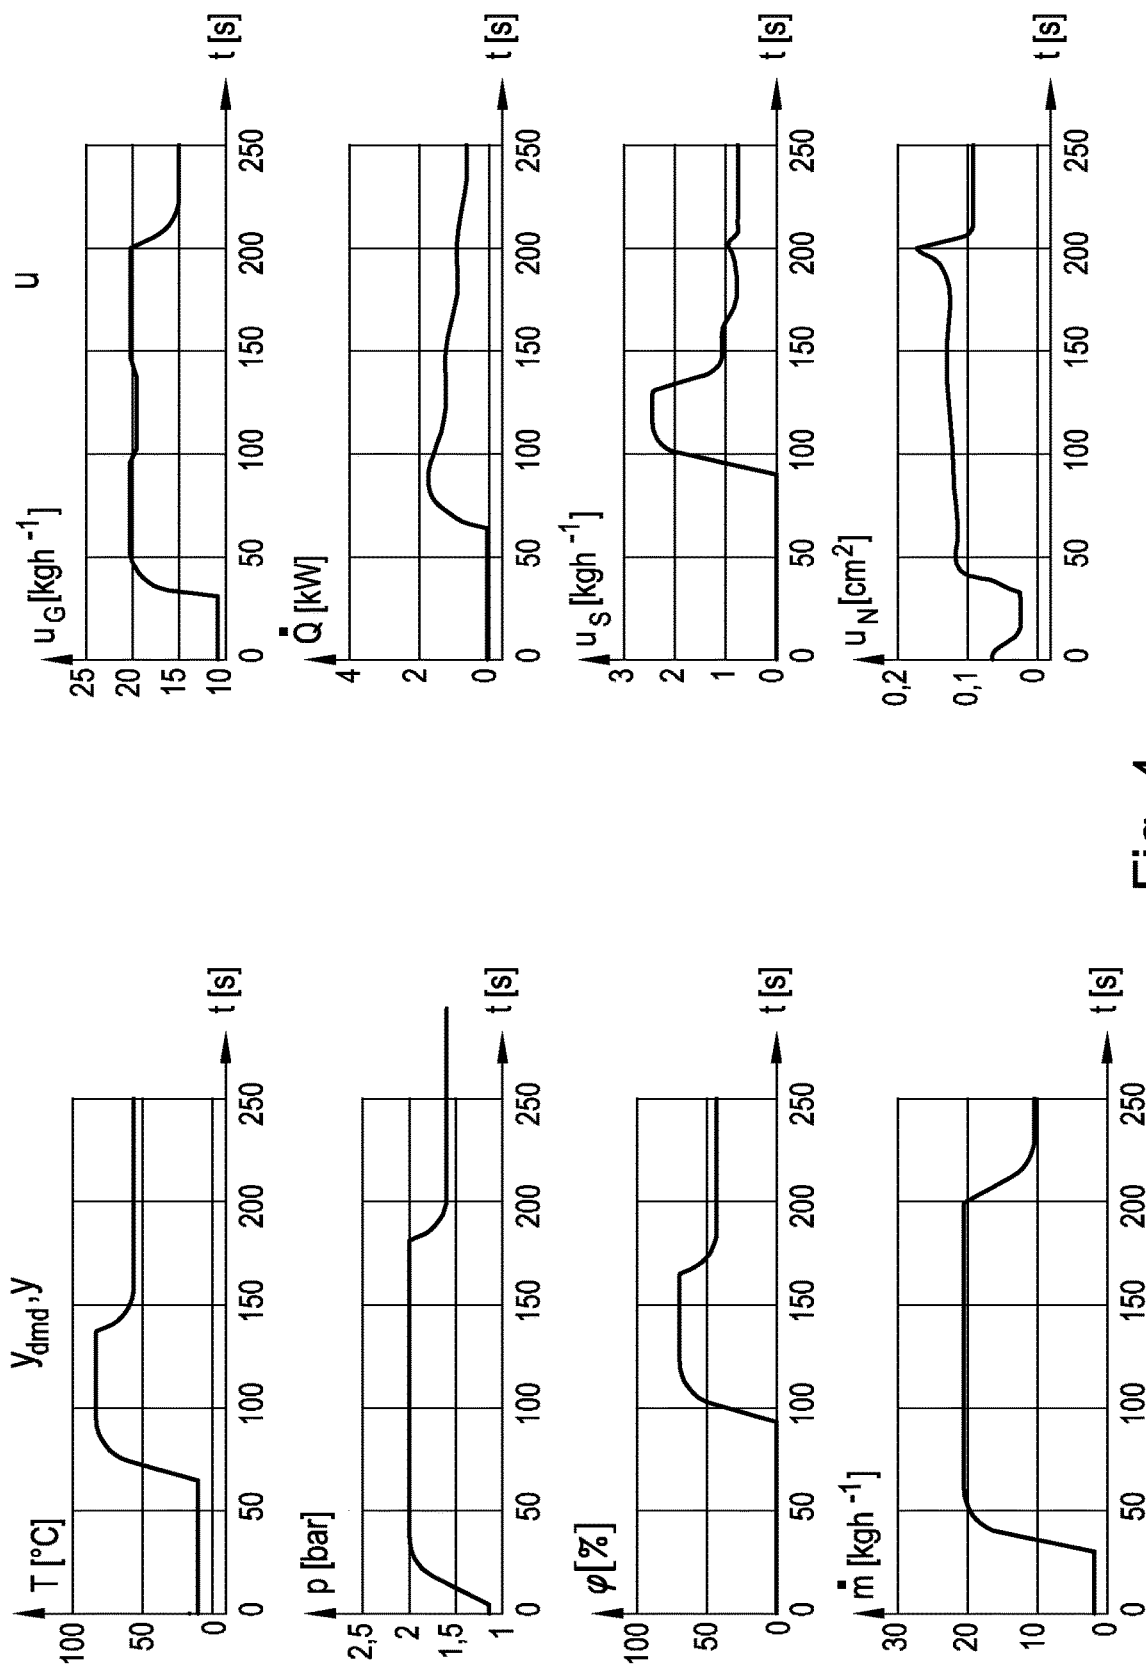 y_dmd, y
T [°C]
100
50
0
0 50 100 150 200 250
t [s]
p [bar]
2,5
2
1,5
1
0 50 100 150 200 250
t [s]
φ [%]
100
50
0
0 50 100 150 200 250
t [s]
ṁ [kgh⁻¹]
30
20
10
0 50 100 150 200 250
u
u_G [kgh⁻¹]
25
20
15
10
0 50 100 150 200 250
t [s]
Q̇ [kW]
4
2
0
0 50 100 150 200 250
t [s]
u_S [kgh⁻¹]
3
2
1
0
0 50 100 150 200 250
t [s]
u_N [cm²]
0,2
0,1
0
0 50 100 150 200 250